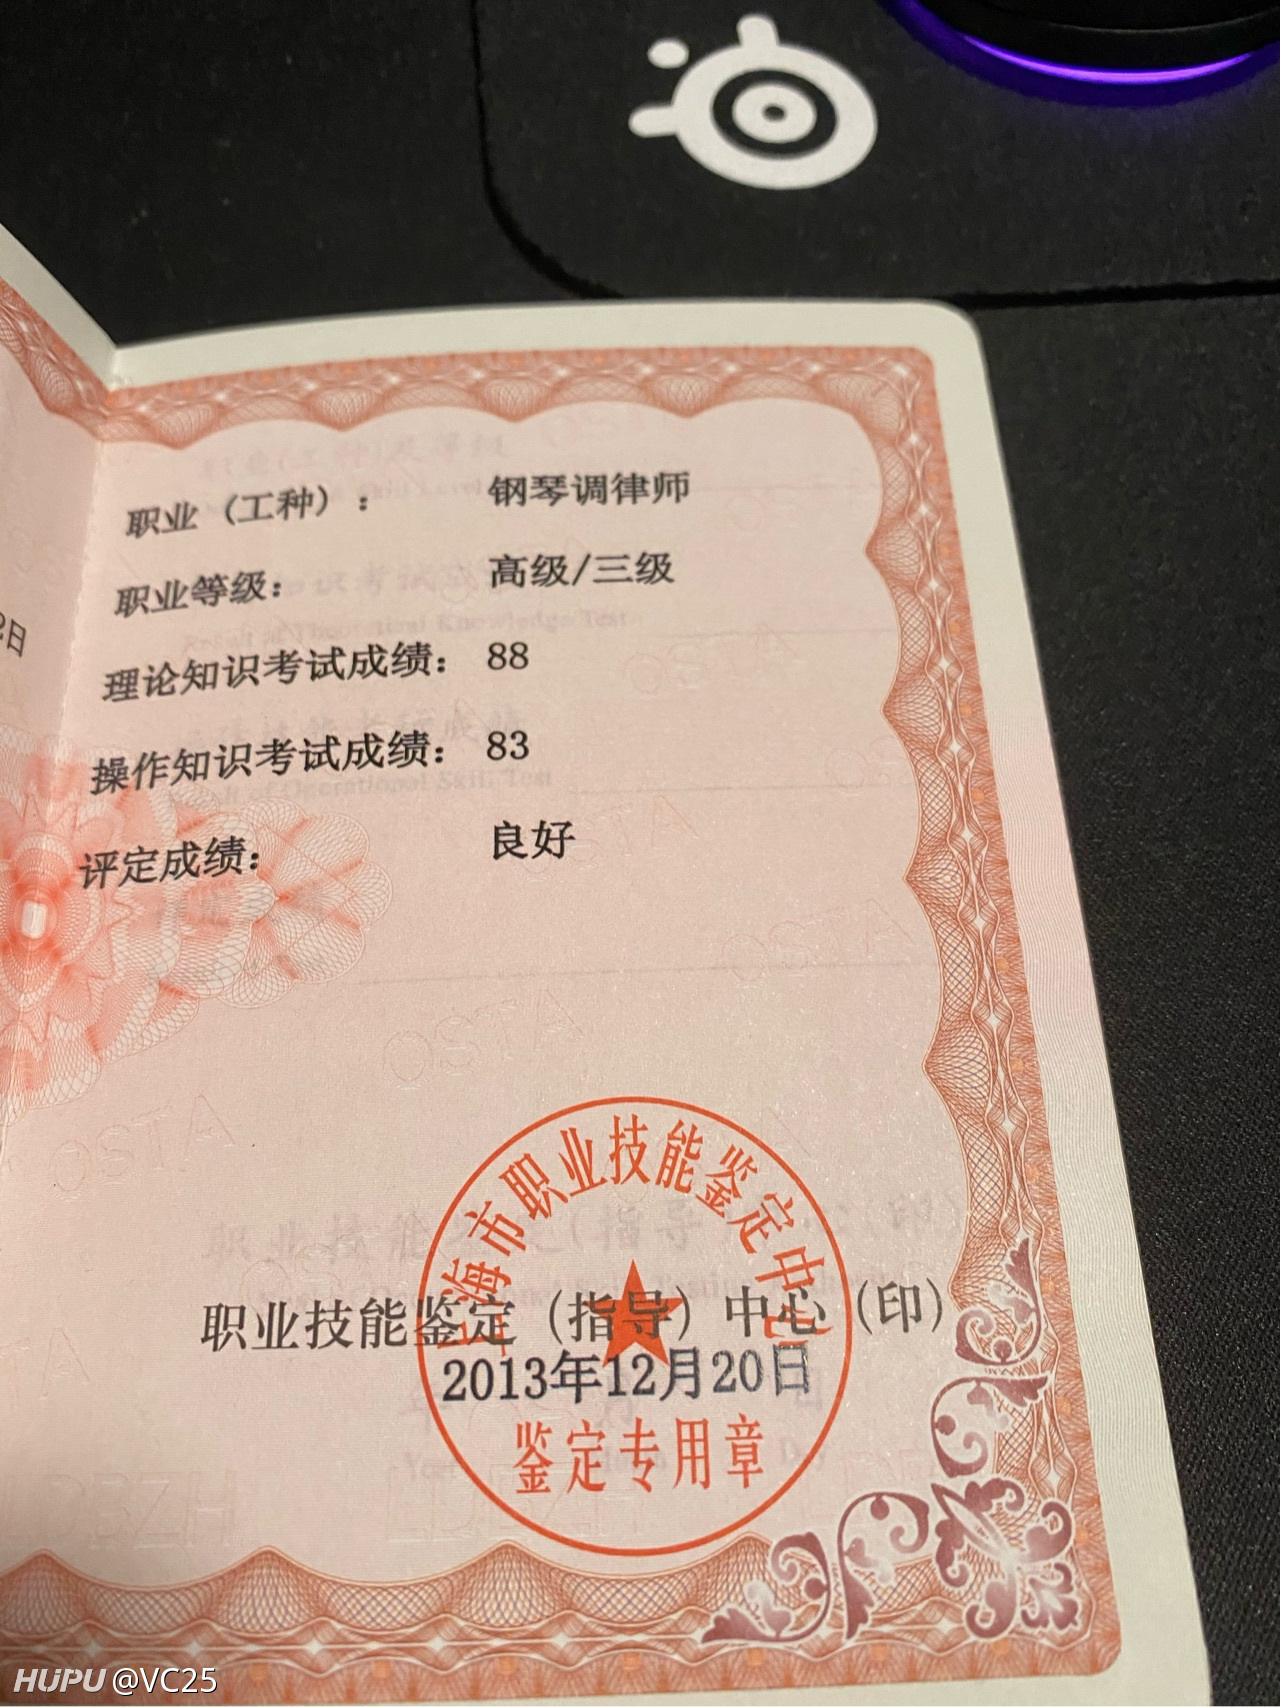 2日
职业（工种）： 钢琴调律师
职业等级： 高级/三级
理论知识考试成绩： 88
操作知识考试成绩： 83
评定成绩： 良好
OSTA
OSTA
上海市职业技能鉴定中心
职业技能鉴定（指导）中心（印）
2013年12月20日
鉴定专用章
HUPU @VC25